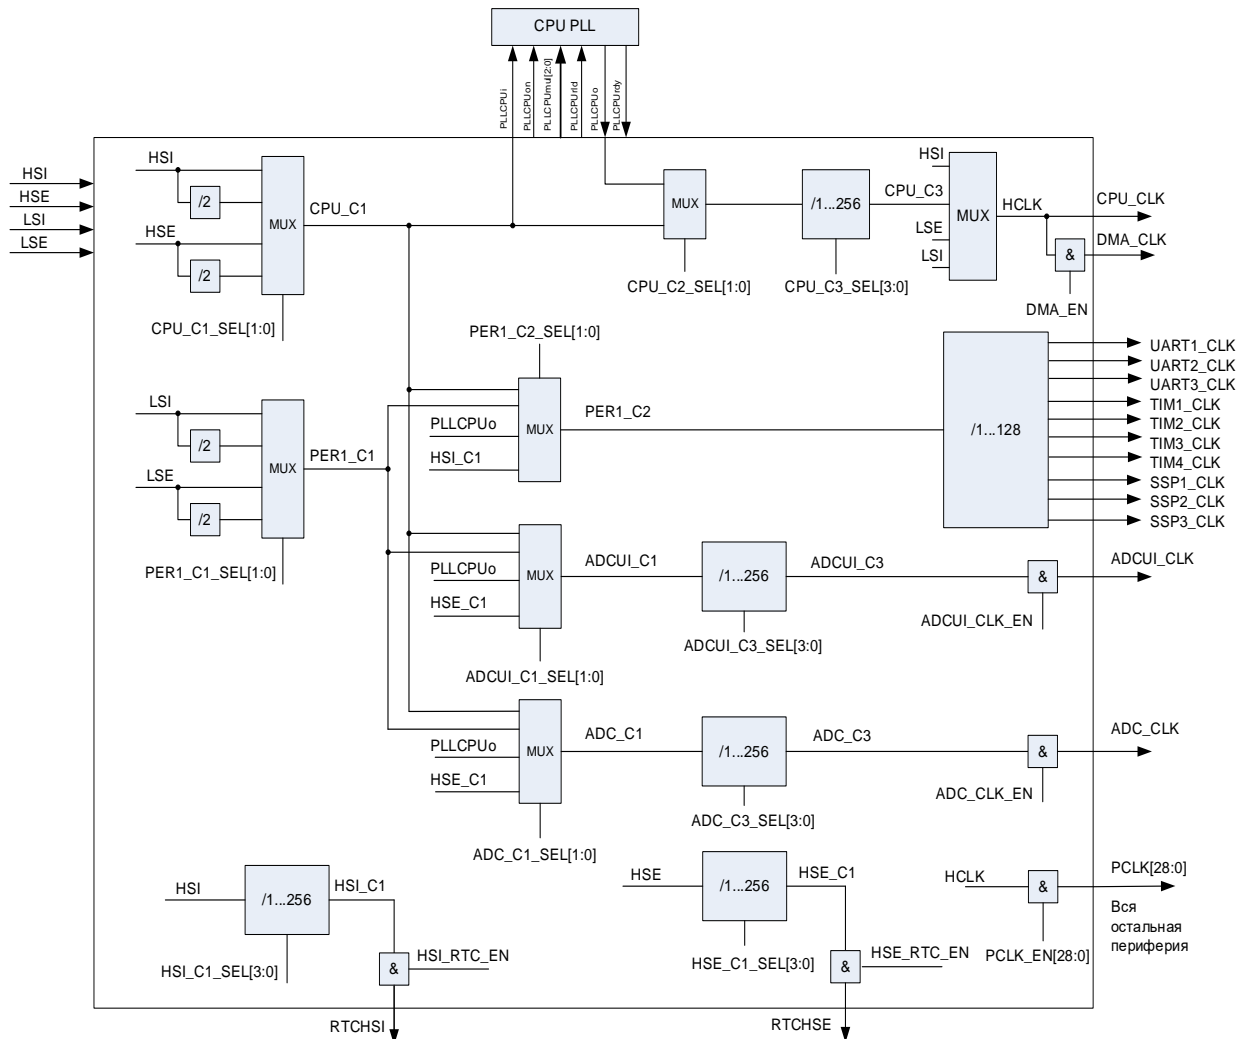 CPU PLL
PLLCPUi
PLLCPUon
PLLCPUmul[2:0]
PLLCPUrld
PLLCPUo
PLLCPUrdy
HSI
HSE
LSI
LSE
HSI
/2
HSE
/2
MUX
CPU_C1
CPU_C1_SEL[1:0]
MUX
CPU_C2_SEL[1:0]
/1...256
CPU_C3_SEL[3:0]
CPU_C3
HSI
LSE
LSI
MUX
HCLK
CPU_CLK
&
DMA_CLK
DMA_EN
LSI
/2
LSE
/2
MUX
PER1_C1
PER1_C1_SEL[1:0]
PER1_C2_SEL[1:0]
PLLCPUo
HSI_C1
MUX
PER1_C2
/1...128
UART1_CLK
UART2_CLK
UART3_CLK
TIM1_CLK
TIM2_CLK
TIM3_CLK
TIM4_CLK
SSP1_CLK
SSP2_CLK
SSP3_CLK
PLLCPUo
HSE_C1
MUX
ADCUI_C1
ADCUI_C1_SEL[1:0]
/1...256
ADCUI_C3
ADCUI_C3_SEL[3:0]
&
ADCUI_CLK
ADCUI_CLK_EN
PLLCPUo
HSE_C1
MUX
ADC_C1
ADC_C1_SEL[1:0]
/1...256
ADC_C3
ADC_C3_SEL[3:0]
&
ADC_CLK
ADC_CLK_EN
HSI
/1...256
HSI_C1
HSI_C1_SEL[3:0]
&
HSI_RTC_EN
RTCHSI
HSE
/1...256
HSE_C1
HSE_C1_SEL[3:0]
&
HSE_RTC_EN
RTCHSE
HCLK
&
PCLK[28:0]
PCLK_EN[28:0]
Вся
остальная
периферия